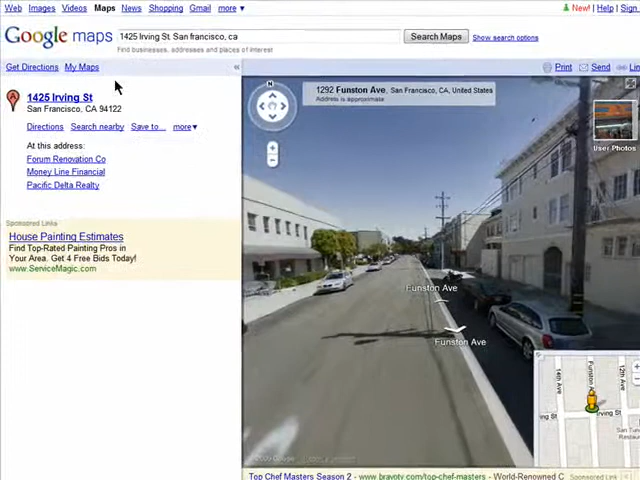 Web Images Videos Maps News Shopping Gmail more ▼
New! | Help | Sign
Google maps
1425 Irving St. San francisco, ca
Search Maps
Show search options
Find businesses, addresses and places of interest
Get Directions My Maps
«
Print Send
A
1425 Irving St
San Francisco, CA 94122
Directions Search nearby Save to... more▼
At this address:
Forum Renovation Co
Money Line Financial
Pacific Delta Realty
Sponsored Links
House Painting Estimates
Find Top-Rated Painting Pros in
Your Area. Get 4 Free Bids Today!
www.ServiceMagic.com
N
1292 Funston Ave, San Francisco, CA, United States
Address is approximate
User Photos
Funston Ave
Funston Ave
14th Ave
Funston
12th Ave
Irving St
Top Chef Masters Season 2 - www.bravotv.com/top-chef-masters - World-Renowned C
Sponsored Link